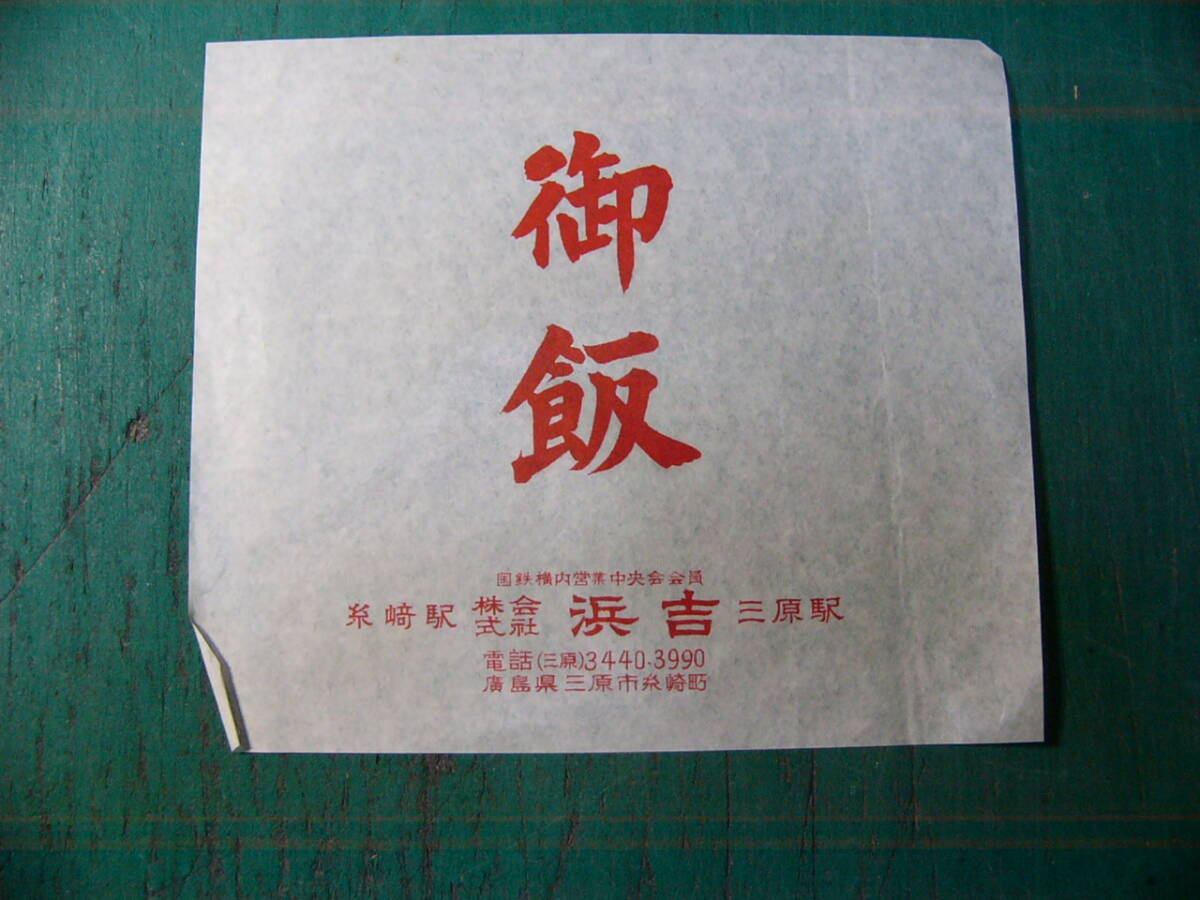 御飯
国鉄構内営業中央会会員
糸﨑駅 株式会社 浜吉 三原駅
電話(三原)3440.3990
廣島県三原市糸崎町